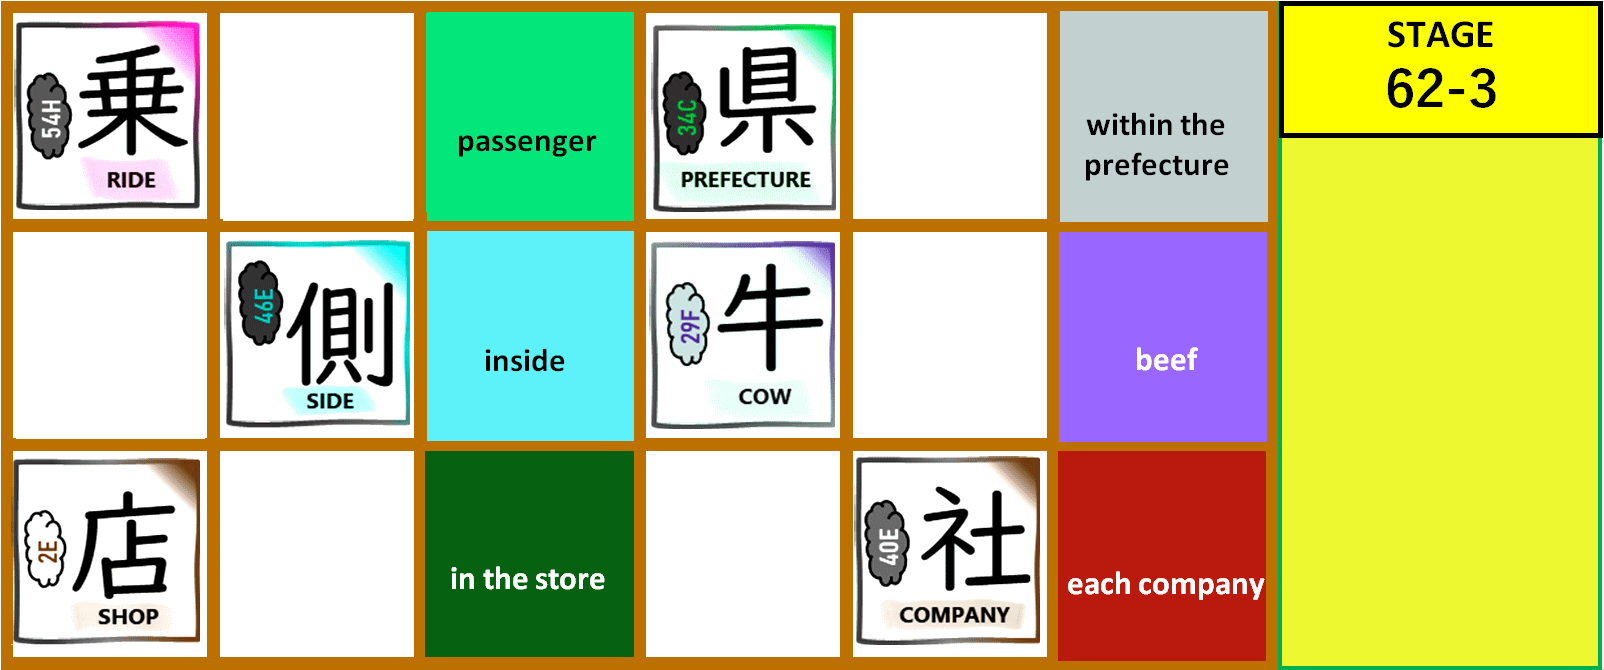 54H
乗
RIDE
passenger
34C
県
PREFECTURE
within the
prefecture
STAGE
62-3
46E
側
SIDE
inside
29F
牛
COW
beef
2E
店
SHOP
in the store
40E
社
COMPANY
each company